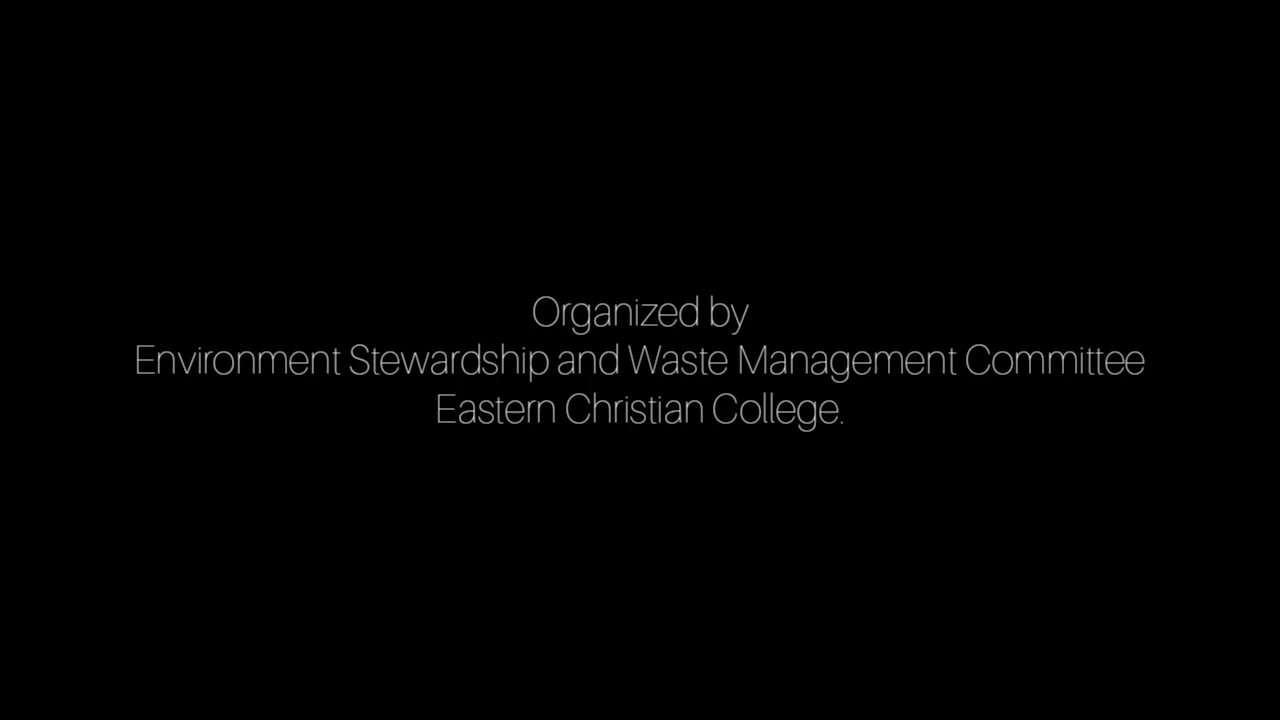 Organized by
Environment Stewardship and Waste Management Committee
Eastern Christian College.